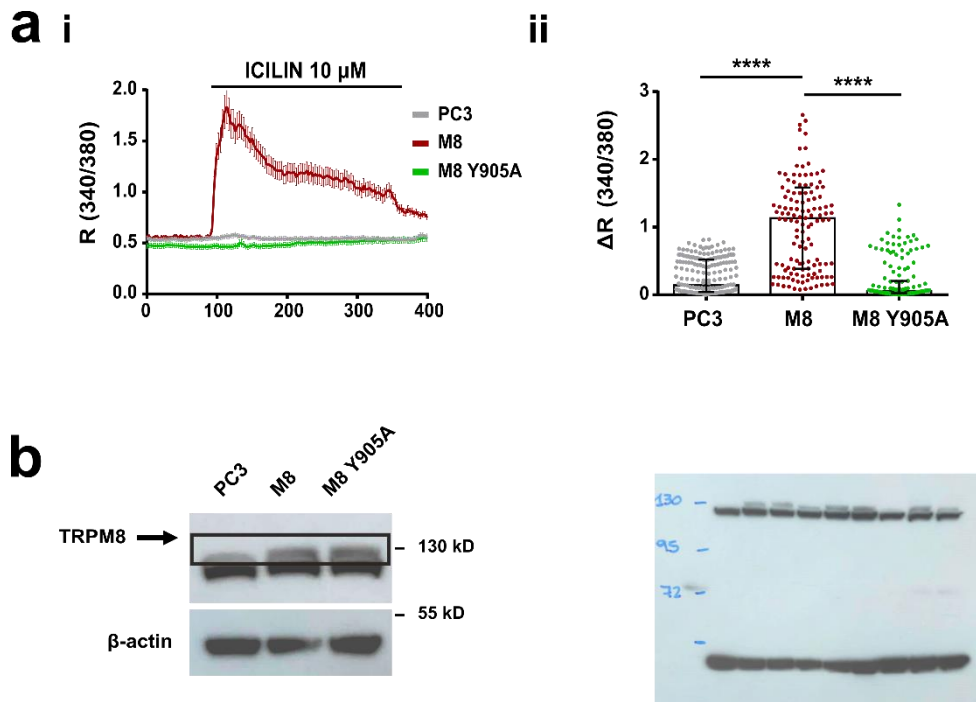 a i
ii
ICILIN 10 µM
2.0
1.5
1.0
0.5
0.0
R (340/380)
0 100 200 300 400
PC3
M8
M8 Y905A
**** ****
3
2
1
0
ΔR (340/380)
PC3 M8 M8 Y905A
b
PC3 M8 M8 Y905A
TRPM8
130 kD
55 kD
β-actin
130
95
72